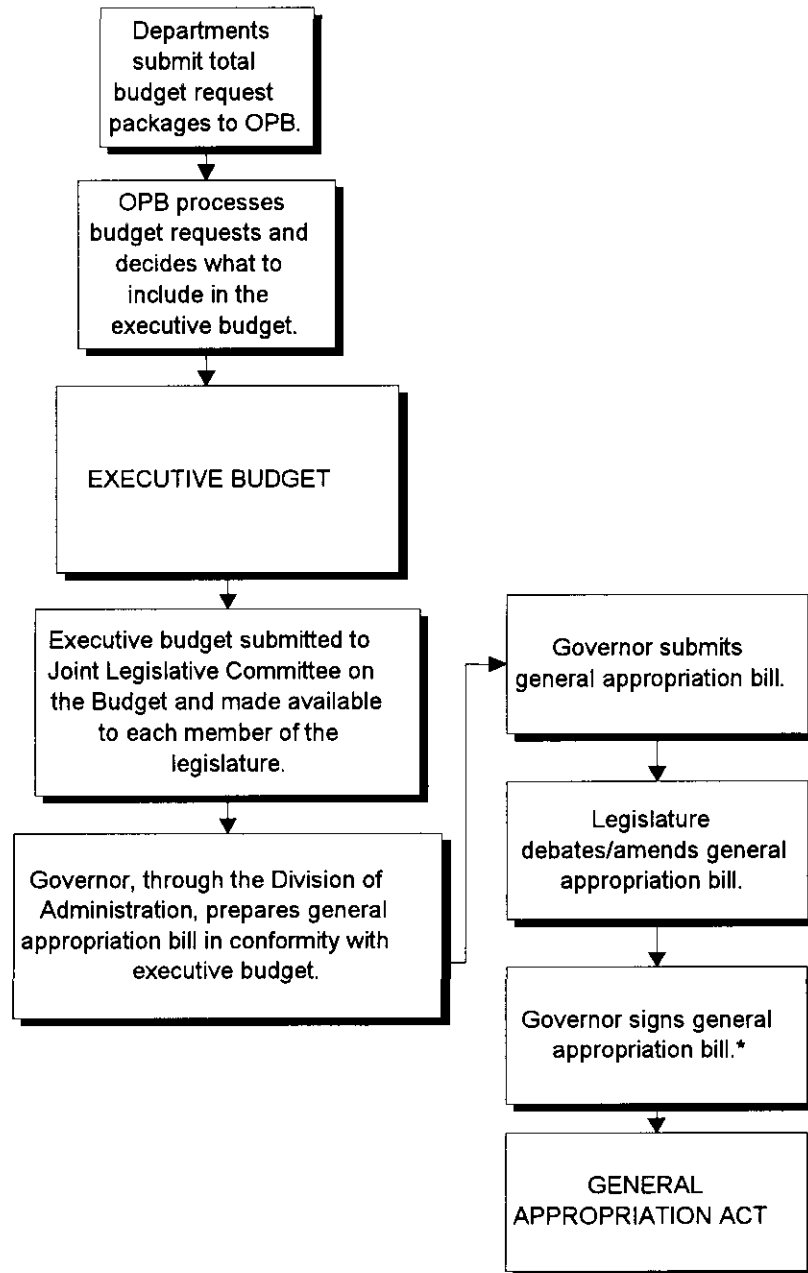 Departments
submit total
budget request
packages to OPB.
OPB processes
budget requests and
decides what to
include in the
executive budget.
EXECUTIVE BUDGET
Executive budget submitted to
Joint Legislative Committee on
the Budget and made available
to each member of the
legislature.
Governor, through the Division of
Administration, prepares general
appropriation bill in conformity with
executive budget.
Governor submits
general appropriation bill.
Legislature
debates/amends general
appropriation bill.
Governor signs general
appropriation bill.*
GENERAL
APPROPRIATION ACT